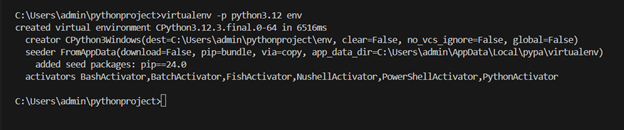 C:\Users\admin\pythonproject>virtualenv -p python3.12 env
created virtual environment CPython3.12.3.final.0-64 in 6516ms
creator CPython3Windows(dest=C:\Users\admin\pythonproject\env, clear=False, no_vcs_ignore=False, global=False)
seeder FromAppData(download=False, pip=bundle, via=copy, app_data_dir=C:\Users\admin\AppData\Local\pypa\virtualenv)
added seed packages: pip==24.0
activators BashActivator,BatchActivator,FishActivator,NushellActivator,PowerShellActivator,PythonActivator
C:\Users\admin\pythonproject>